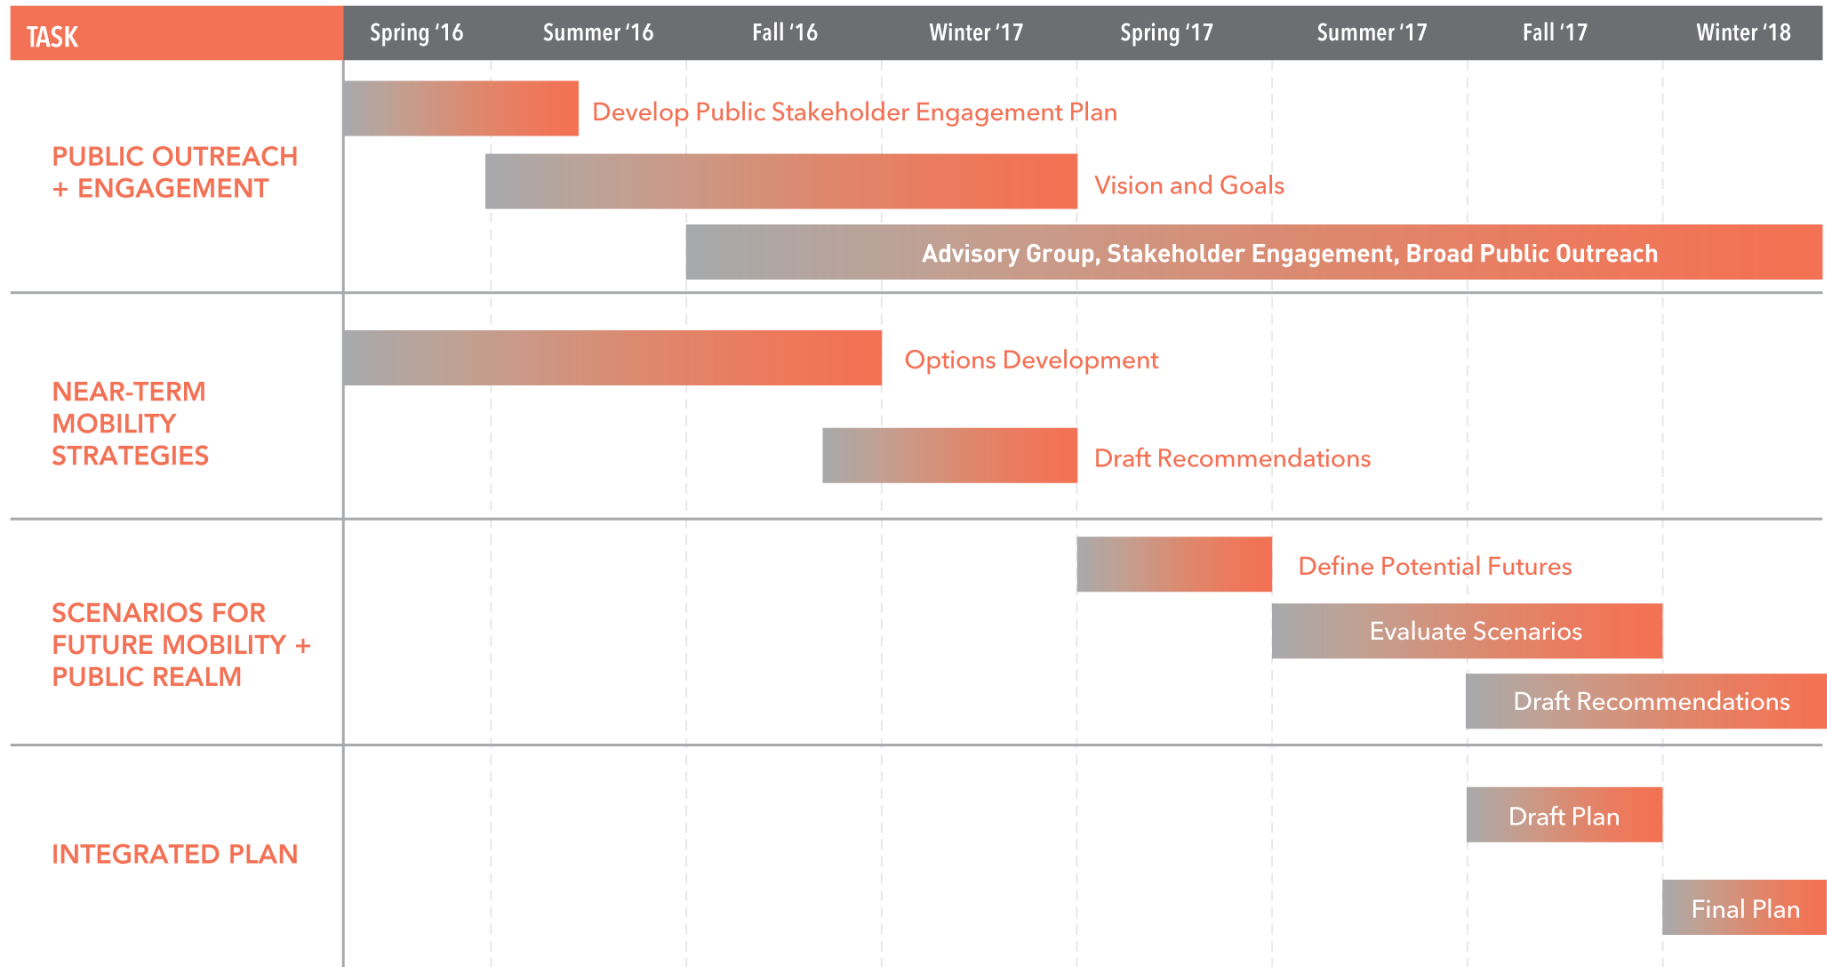 TASK
Spring ‘16
Summer ‘16
Fall ‘16
Winter ‘17
Spring ‘17
Summer ‘17
Fall ‘17
Winter ‘18
PUBLIC OUTREACH
+ ENGAGEMENT
Develop Public Stakeholder Engagement Plan
Vision and Goals
Advisory Group, Stakeholder Engagement, Broad Public Outreach
NEAR-TERM
MOBILITY
STRATEGIES
Options Development
Draft Recommendations
SCENARIOS FOR
FUTURE MOBILITY +
PUBLIC REALM
Define Potential Futures
Evaluate Scenarios
Draft Recommendations
INTEGRATED PLAN
Draft Plan
Final Plan